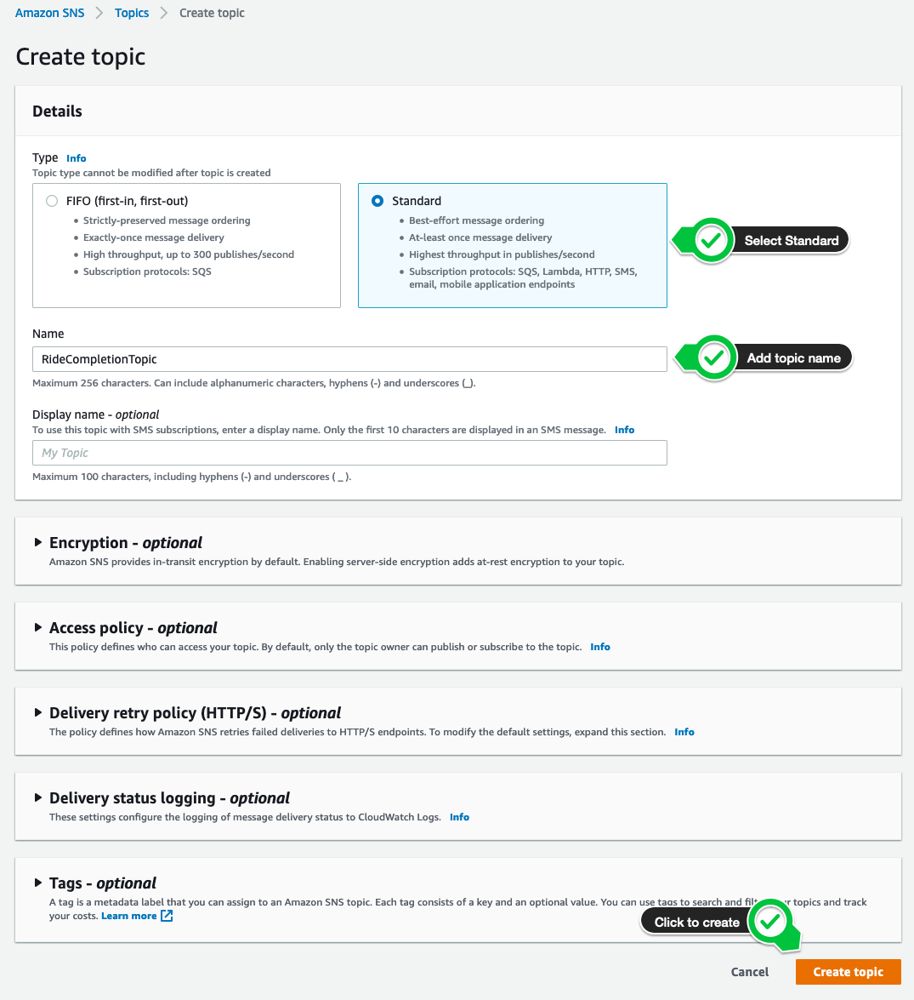 Amazon SNS > Topics > Create topic
Create topic
Details
Type Info
Topic type cannot be modified after topic is created
FIFO (first-in, first-out)
• Strictly-preserved message ordering
• Exactly-once message delivery
• High throughput, up to 300 publishes/second
• Subscription protocols: SQS
Standard
• Best-effort message ordering
• At-least once message delivery
• Highest throughput in publishes/second
• Subscription protocols: SQS, Lambda, HTTP, SMS,
email, mobile application endpoints
Select Standard
Name
RideCompletionTopic
Add topic name
Maximum 256 characters. Can include alphanumeric characters, hyphens (-) and underscores (_).
Display name - optional
To use this topic with SMS subscriptions, enter a display name. Only the first 10 characters are displayed in an SMS message. Info
My Topic
Maximum 100 characters, including hyphens (-) and underscores ( _ ).
Encryption - optional
Amazon SNS provides in-transit encryption by default. Enabling server-side encryption adds at-rest encryption to your topic.
Access policy - optional
This policy defines who can access your topic. By default, only the topic owner can publish or subscribe to the topic. Info
Delivery retry policy (HTTP/S) - optional
The policy defines how Amazon SNS retries failed deliveries to HTTP/S endpoints. To modify the default settings, expand this section. Info
Delivery status logging - optional
These settings configure the logging of message delivery status to CloudWatch Logs. Info
Tags - optional
A tag is a metadata label that you can assign to an Amazon SNS topic. Each tag consists of a key and an optional value. You can use tags to search and topics and track
your costs. Learn more
Click to create
Cancel
Create topic